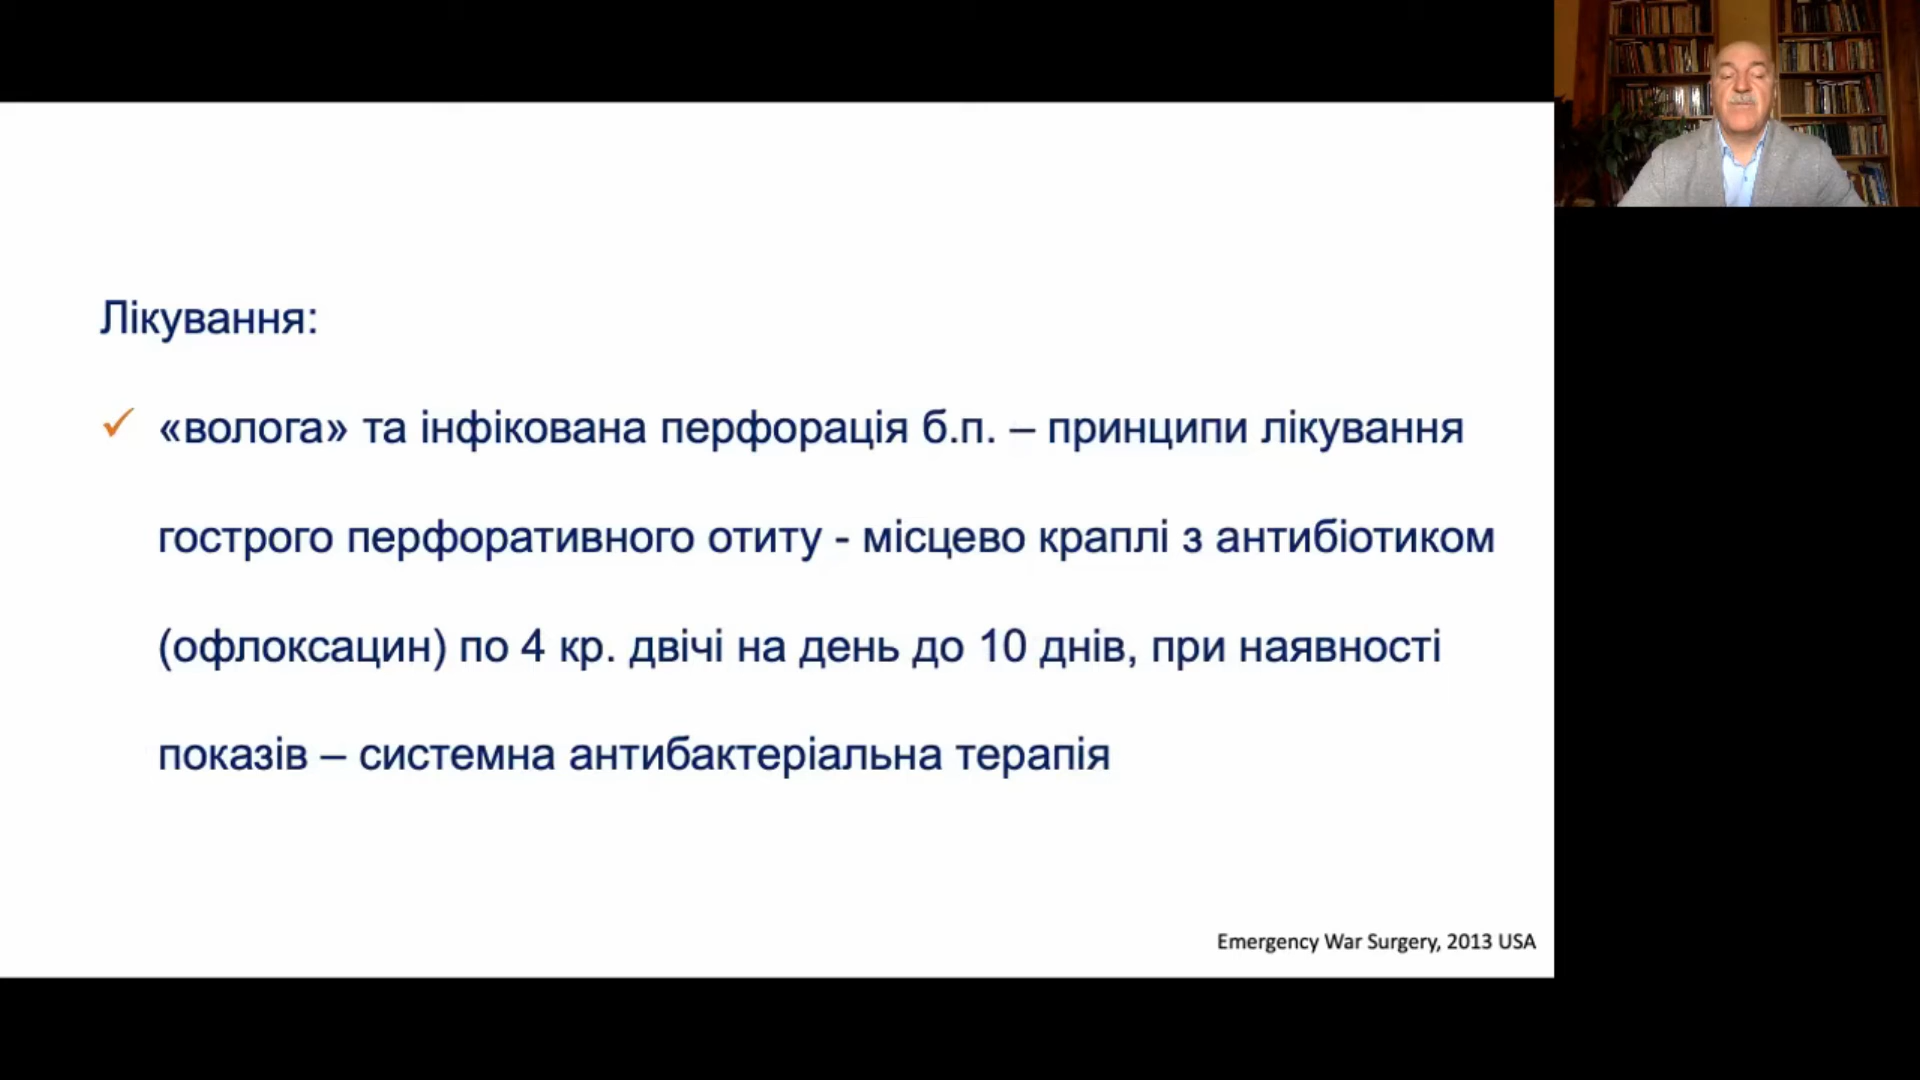 Лікування:
✓ «волога» та інфікована перфорація б.п. – принципи лікування
гострого перфоративного отиту - місцево краплі з антибіотиком
(офлоксацин) по 4 кр. двічі на день до 10 днів, при наявності
показів – системна антибактеріальна терапія
Emergency War Surgery, 2013 USA